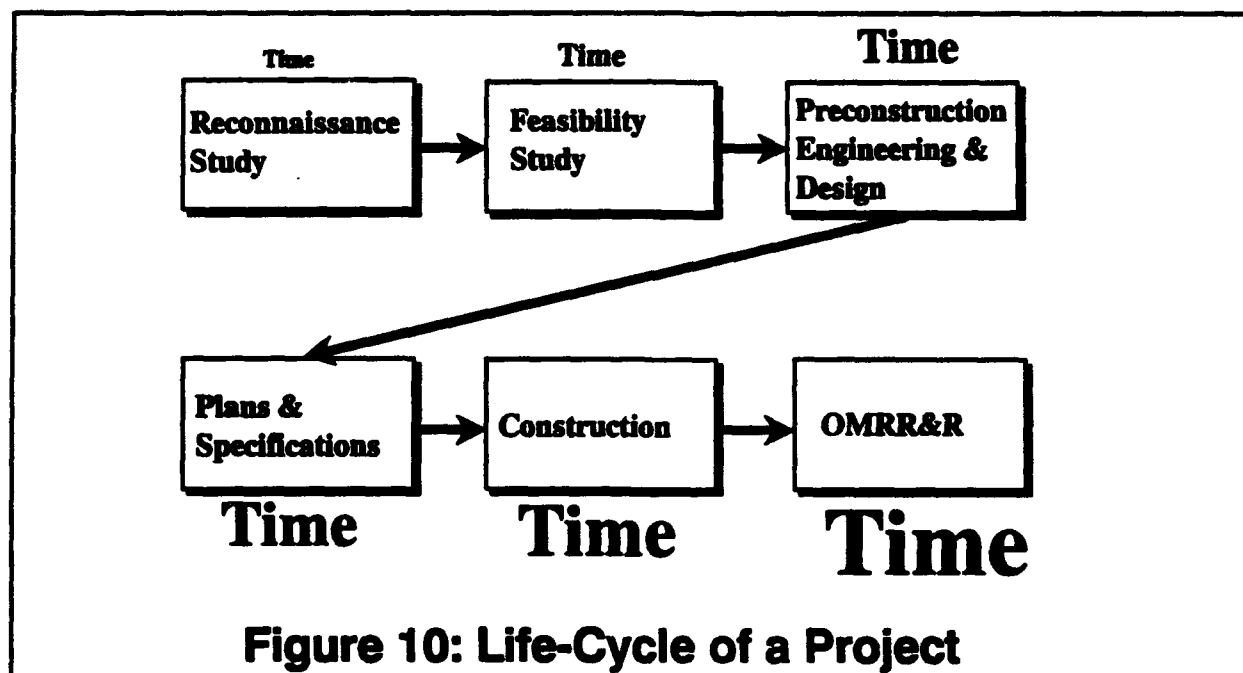 Time
Time
Time
Reconnaissance
Study
Feasibility
Study
Preconstruction
Engineering &
Design
Plans &
Specifications
Construction
OMRR&R
Time
Time
Time
Figure 10: Life-Cycle of a Project